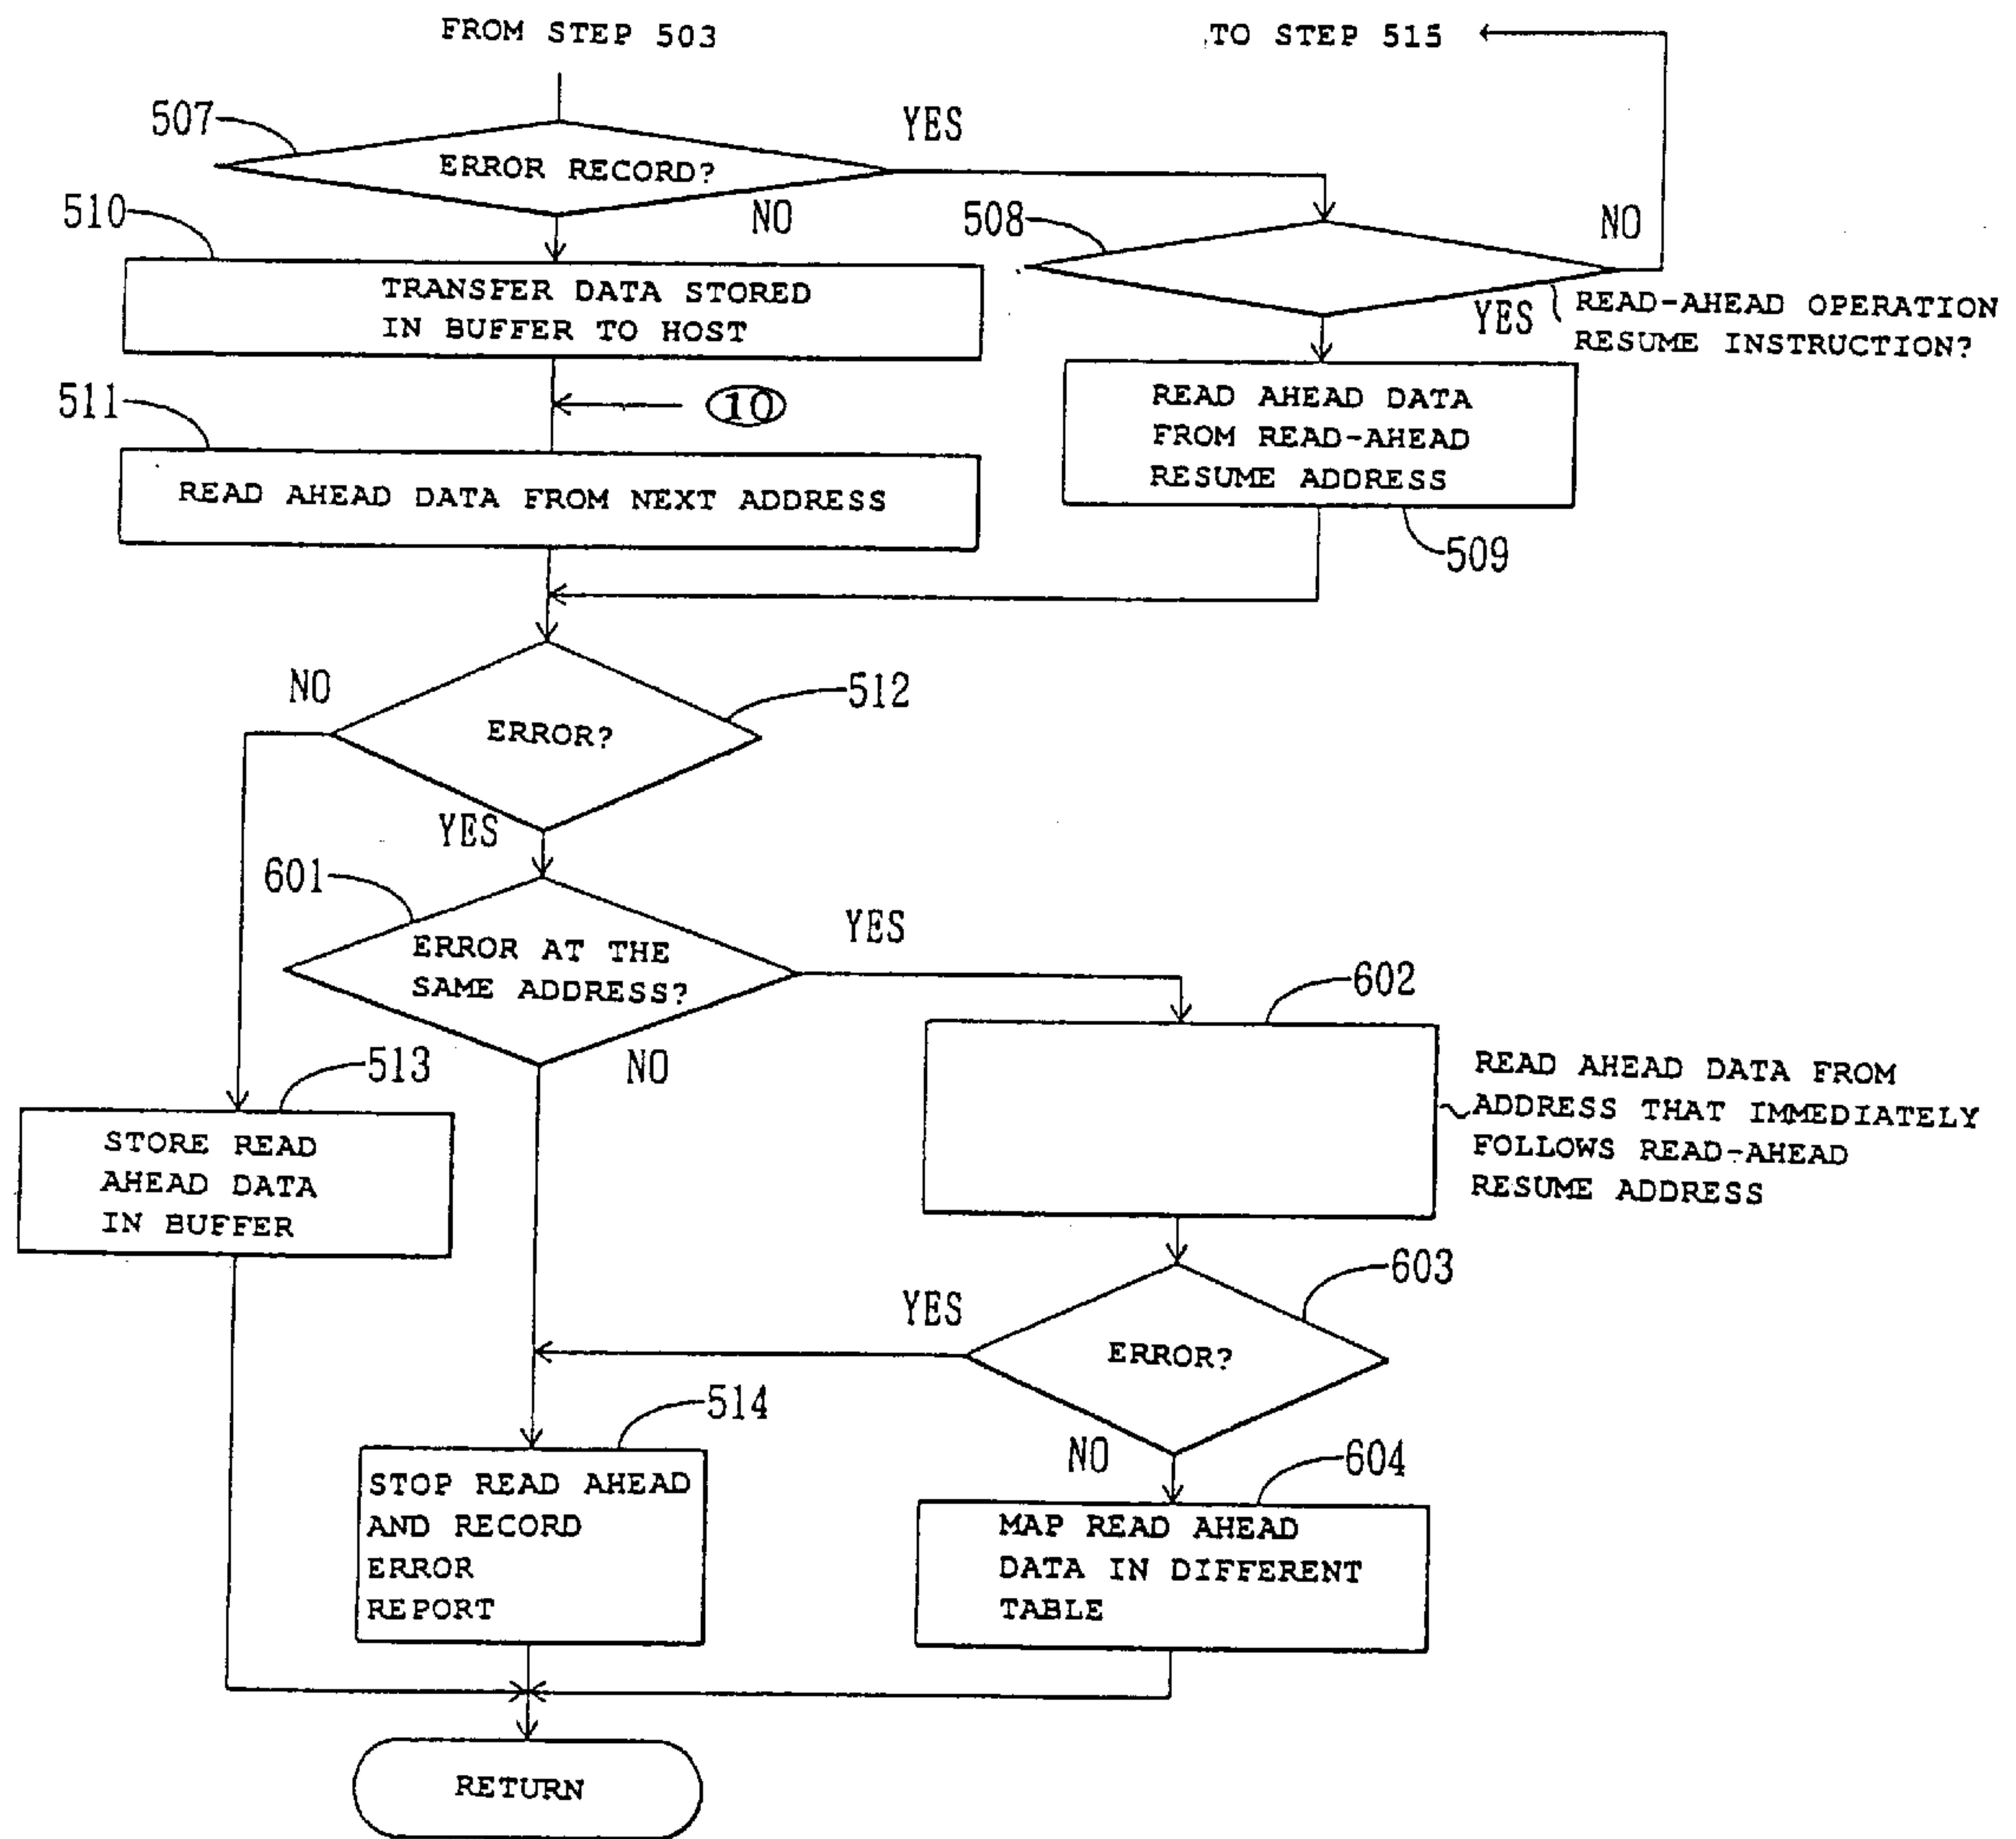 FROM STEP 503
TO STEP 515
507
ERROR RECORD?
YES
NO
510
TRANSFER DATA STORED
IN BUFFER TO HOST
508
NO
YES
READ-AHEAD OPERATION
RESUME INSTRUCTION?
10
511
READ AHEAD DATA FROM NEXT ADDRESS
READ AHEAD DATA
FROM READ-AHEAD
RESUME ADDRESS
509
NO
512
ERROR?
YES
601
ERROR AT THE
SAME ADDRESS?
YES
NO
602
READ AHEAD DATA FROM
ADDRESS THAT IMMEDIATELY
FOLLOWS READ-AHEAD
RESUME ADDRESS
513
STORE READ
AHEAD DATA
IN BUFFER
603
YES
ERROR?
NO
514
STOP READ AHEAD
AND RECORD
ERROR
REPORT
604
MAP READ AHEAD
DATA IN DIFFERENT
TABLE
RETURN